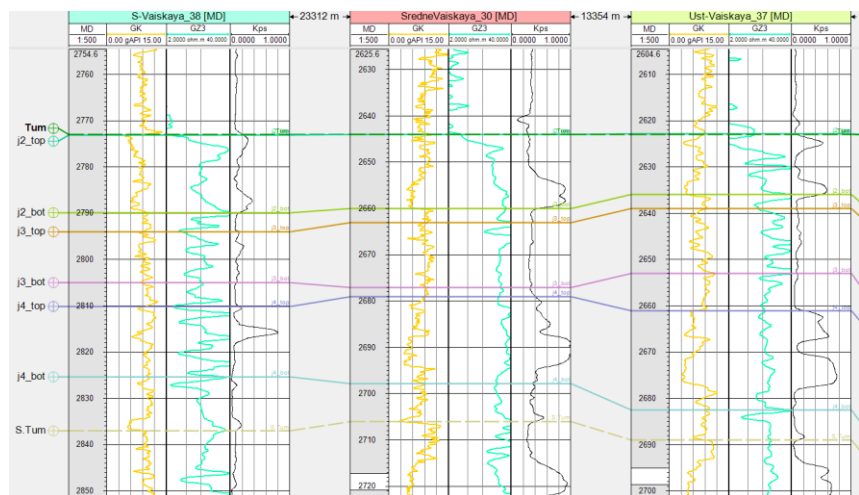 S-Vaiskaya_38 [MD]
23312 m
SredneVaiskaya_30 [MD]
13354 m
Ust-Vaiskaya_37 [MD]
MD GK GZ3 Kps
1:500 0.00 gAPI 15.00 2.0000 ohm.m 40.0000 0.0000 1.0000
MD GK GZ3 Kps
1:500 0.00 gAPI 15.00 2.0000 ohm.m 40.0000 0.0000 1.0000
MD GK GZ3 Kps
1:500 0.00 gAPI 15.00 2.0000 ohm.m 40.0000 0.0000 1.0000
Tum
j2_top
j2_bot
j3_top
j3_bot
j4_top
j4_bot
S.Tum
2754.6
2760
2770
2780
2790
2800
2810
2820
2830
2840
2850
2625.6
2630
2640
2650
2660
2670
2680
2690
2700
2710
2720
2604.6
2610
2620
2630
2640
2650
2660
2670
2680
2690
2700